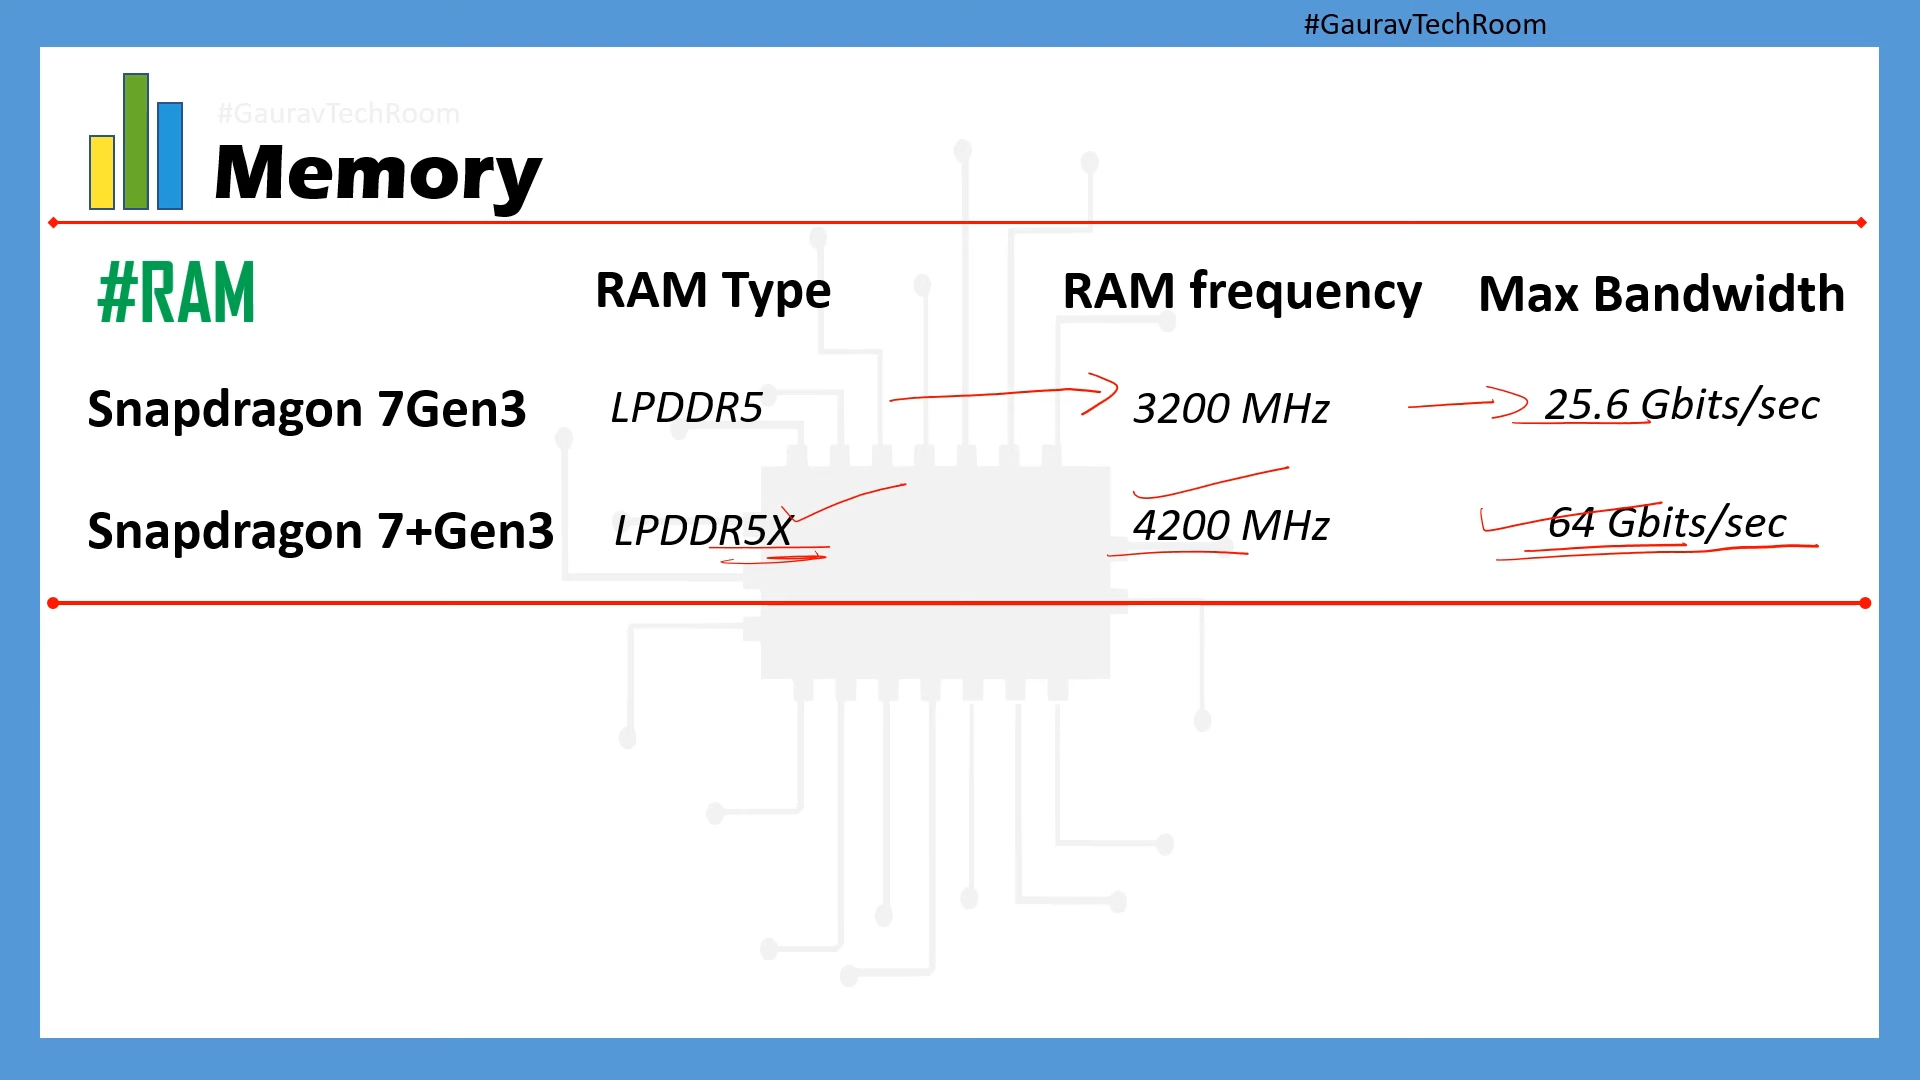 #GauravTechRoom
#GauravTechRoom
Memory
#RAM RAM Type RAM frequency Max Bandwidth
Snapdragon 7Gen3 LPDDR5 3200 MHz 25.6 Gbits/sec
Snapdragon 7+Gen3 LPDDR5X 4200 MHz 64 Gbits/sec